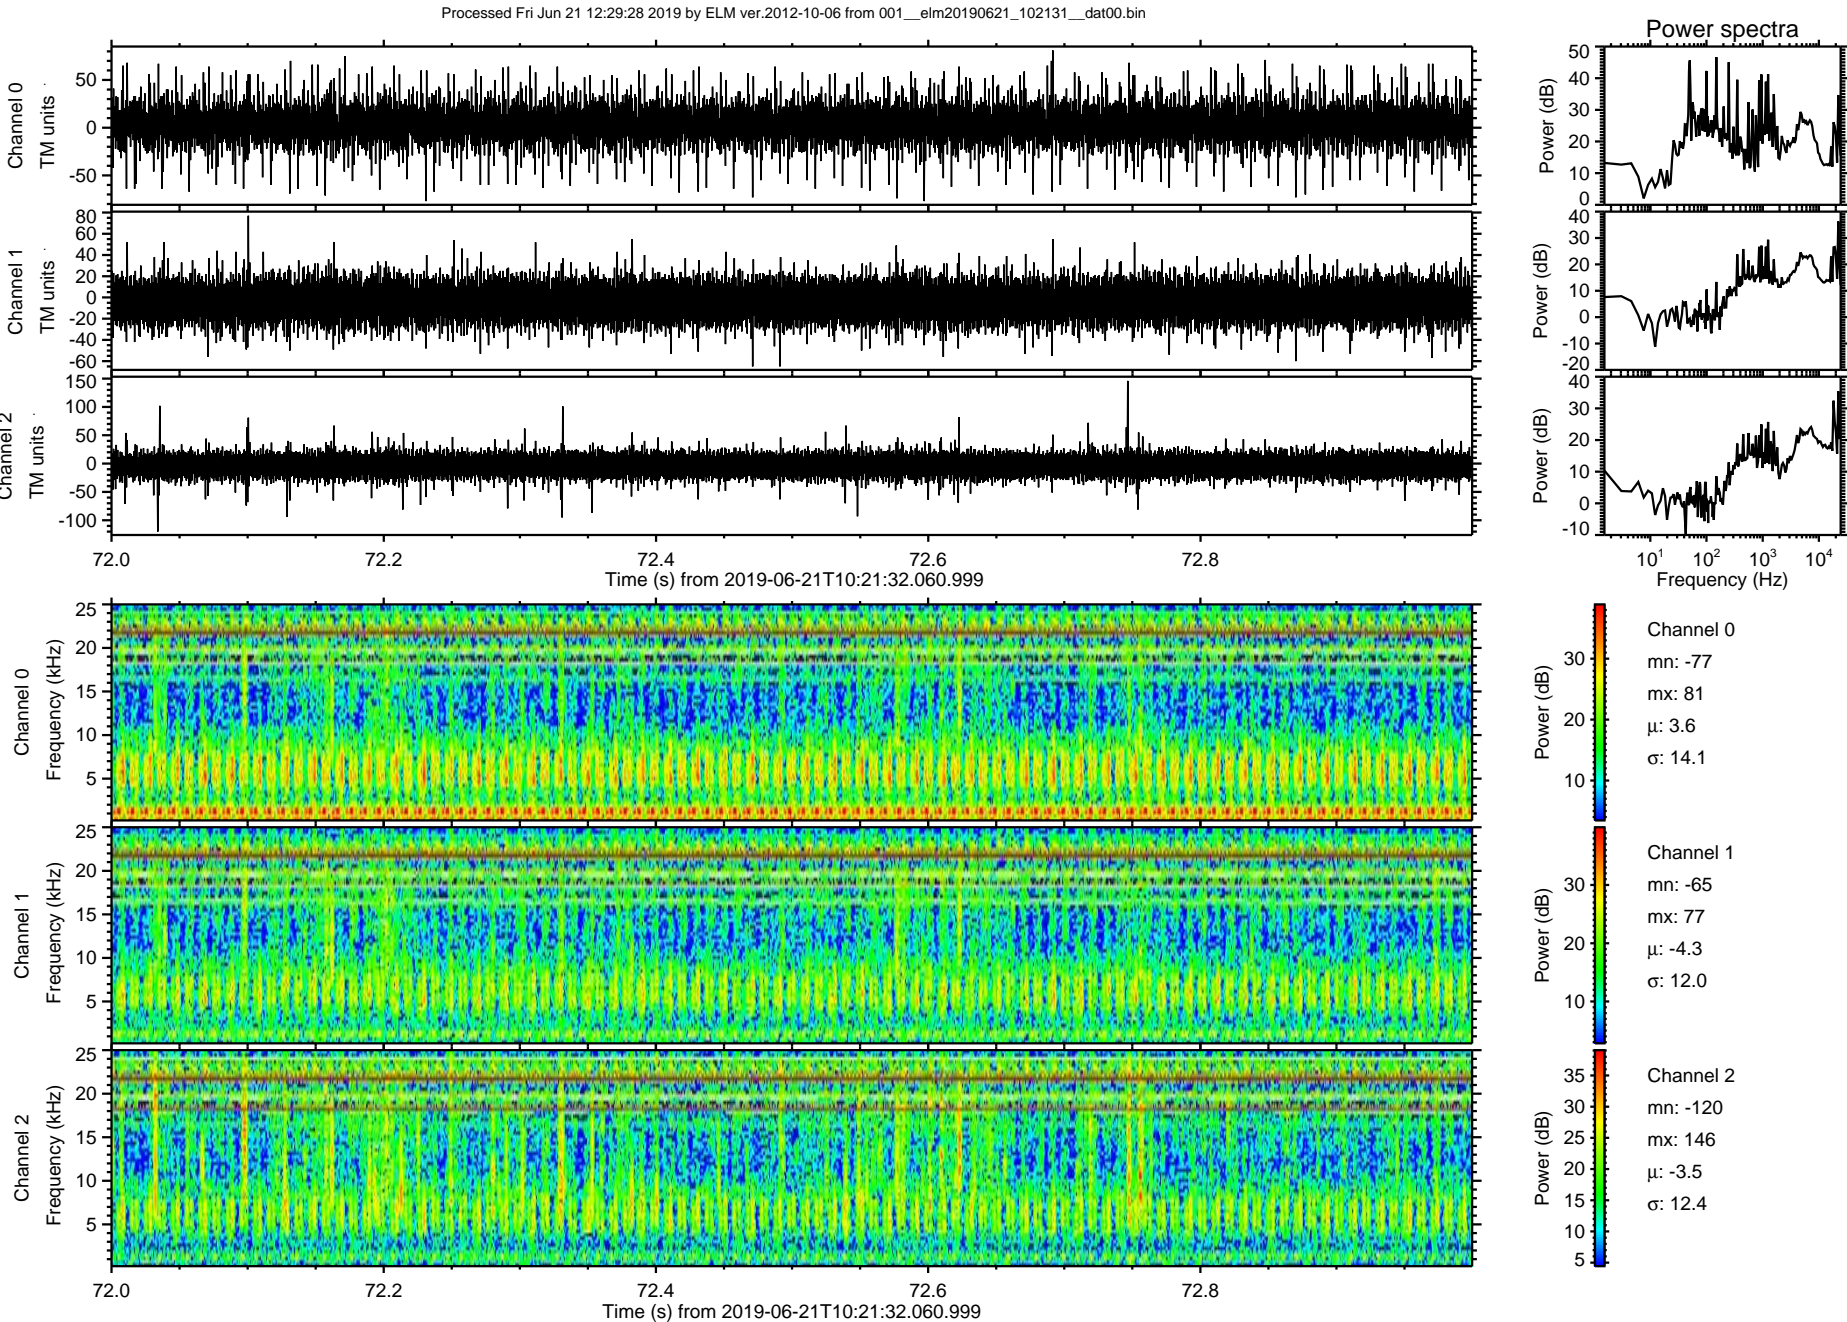 Processed Fri Jun 21 12:29:28 2019 by ELM ver.2012-10-06 from 001__elm20190621_102131__dat00.bin
Power spectra
Channel 0
TM units
50
0
-50
Power (dB)
50
40
30
20
10
0
Channel 1
TM units
80
60
40
20
0
-20
-40
-60
Power (dB)
40
30
20
10
0
-10
-20
Channel 2
TM units
150
100
50
0
-50
-100
Power (dB)
40
30
20
10
0
-10
72.0 72.2 72.4 72.6 72.8
Time (s) from 2019-06-21T10:21:32.060.999
10^1 10^2 10^3 10^4
Frequency (Hz)
Channel 0
Frequency (kHz)
25
20
15
10
5
Power (dB)
30
20
10
Channel 0
mn: -77
mx: 81
μ: 3.6
σ: 14.1
Channel 1
Frequency (kHz)
25
20
15
10
5
Power (dB)
30
20
10
Channel 1
mn: -65
mx: 77
μ: -4.3
σ: 12.0
Channel 2
Frequency (kHz)
25
20
15
10
5
Power (dB)
35
30
25
20
15
10
5
Channel 2
mn: -120
mx: 146
μ: -3.5
σ: 12.4
72.0 72.2 72.4 72.6 72.8
Time (s) from 2019-06-21T10:21:32.060.999